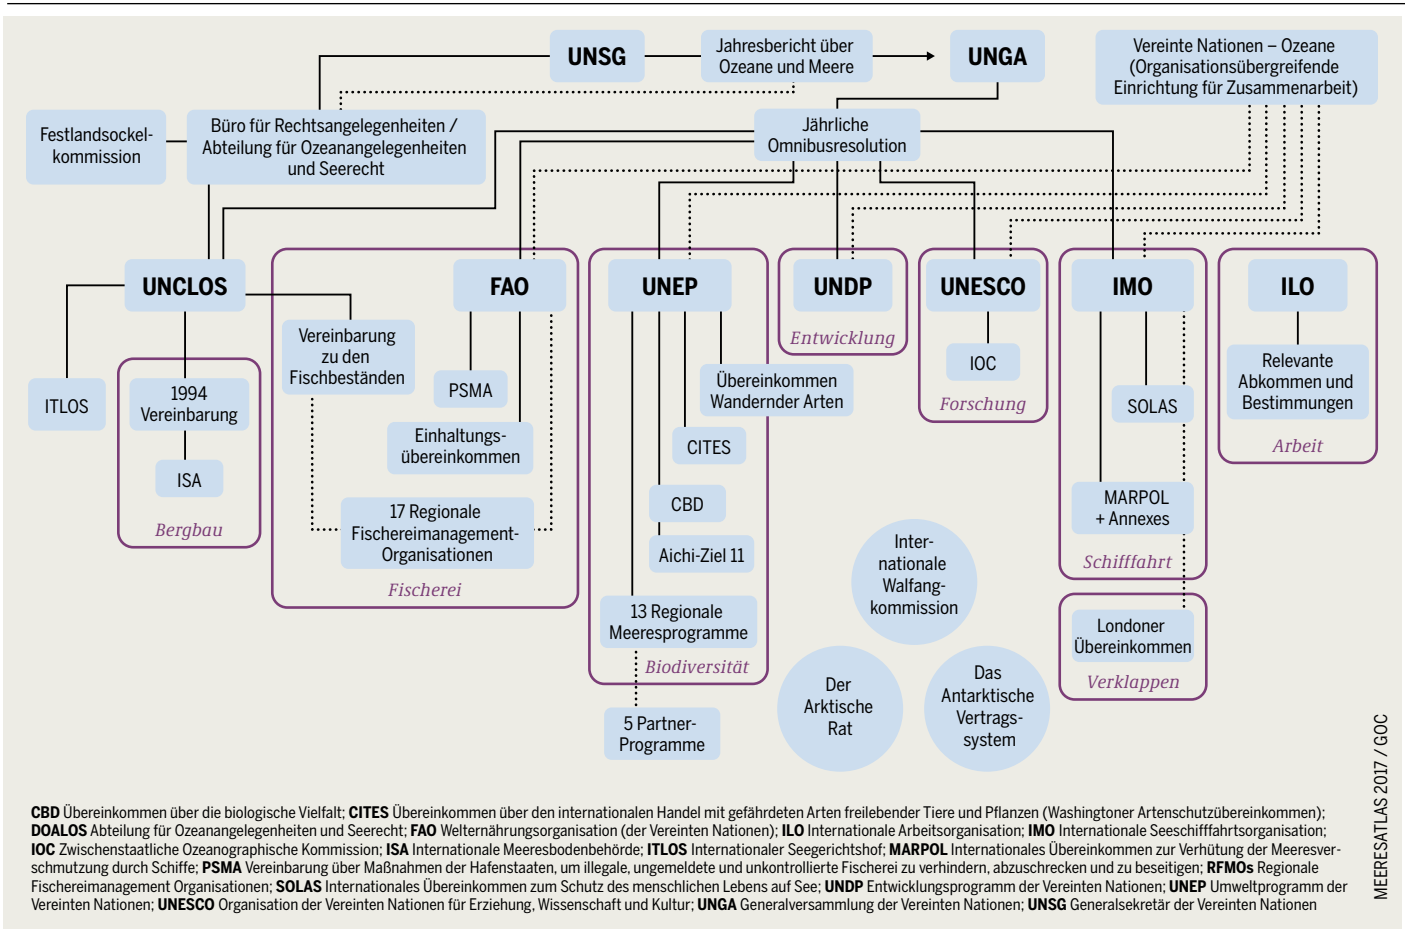 UNSG
Jahresbericht über
Ozeane und Meere
UNGA
Vereinte Nationen – Ozeane
(Organisationsübergreifende
Einrichtung für Zusammenarbeit)
Festlandsockel-
kommission
Büro für Rechtsangelegenheiten /
Abteilung für Ozeanangelegenheiten
und Seerecht
Jährliche
Omnibusresolution
UNCLOS
FAO
UNEP
UNDP
UNESCO
IMO
ILO
ITLOS
1994
Vereinbarung
ISA
Bergbau
Vereinbarung
zu den
Fischbeständen
PSMA
Einhaltungs-
übereinkommen
17 Regionale
Fischereimanagement-
Organisationen
Fischerei
Übereinkommen
Wandernder Arten
CITES
CBD
Aichi-Ziel 11
13 Regionale
Meeresprogramme
Biodiversität
5 Partner-
Programme
Entwicklung
IOC
Forschung
SOLAS
MARPOL
+ Annexes
Schifffahrt
Londoner
Übereinkommen
Verklappen
Relevante
Abkommen und
Bestimmungen
Arbeit
Inter-
nationale
Walfang-
kommission
Der
Arktische
Rat
Das
Antarktische
Vertrags-
system
CBD Übereinkommen über die biologische Vielfalt; CITES Übereinkommen über den internationalen Handel mit gefährdeten Arten freilebender Tiere und Pflanzen (Washingtoner Artenschutzübereinkommen);
DOALOS Abteilung für Ozeanangelegenheiten und Seerecht; FAO Welternährungsorganisation (der Vereinten Nationen); ILO Internationale Arbeitsorganisation; IMO Internationale Seeschifffahrtsorganisation;
IOC Zwischenstaatliche Ozeanographische Kommission; ISA Internationale Meeresbodenbehörde; ITLOS Internationaler Seegerichtshof; MARPOL Internationales Übereinkommen zur Verhütung der Meeresver-
schmutzung durch Schiffe; PSMA Vereinbarung über Maßnahmen der Hafenstaaten, um illegale, ungemeldete und unkontrollierte Fischerei zu verhindern, abzuschrecken und zu beseitigen; RFMOs Regionale
Fischereimanagement Organisationen; SOLAS Internationales Übereinkommen zum Schutz des menschlichen Lebens auf See; UNDP Entwicklungsprogramm der Vereinten Nationen; UNEP Umweltprogramm der
Vereinten Nationen; UNESCO Organisation der Vereinten Nationen für Erziehung, Wissenschaft und Kultur; UNGA Generalversammlung der Vereinten Nationen; UNSG Generalsekretär der Vereinten Nationen
MEERESATLAS 2017 / GOC